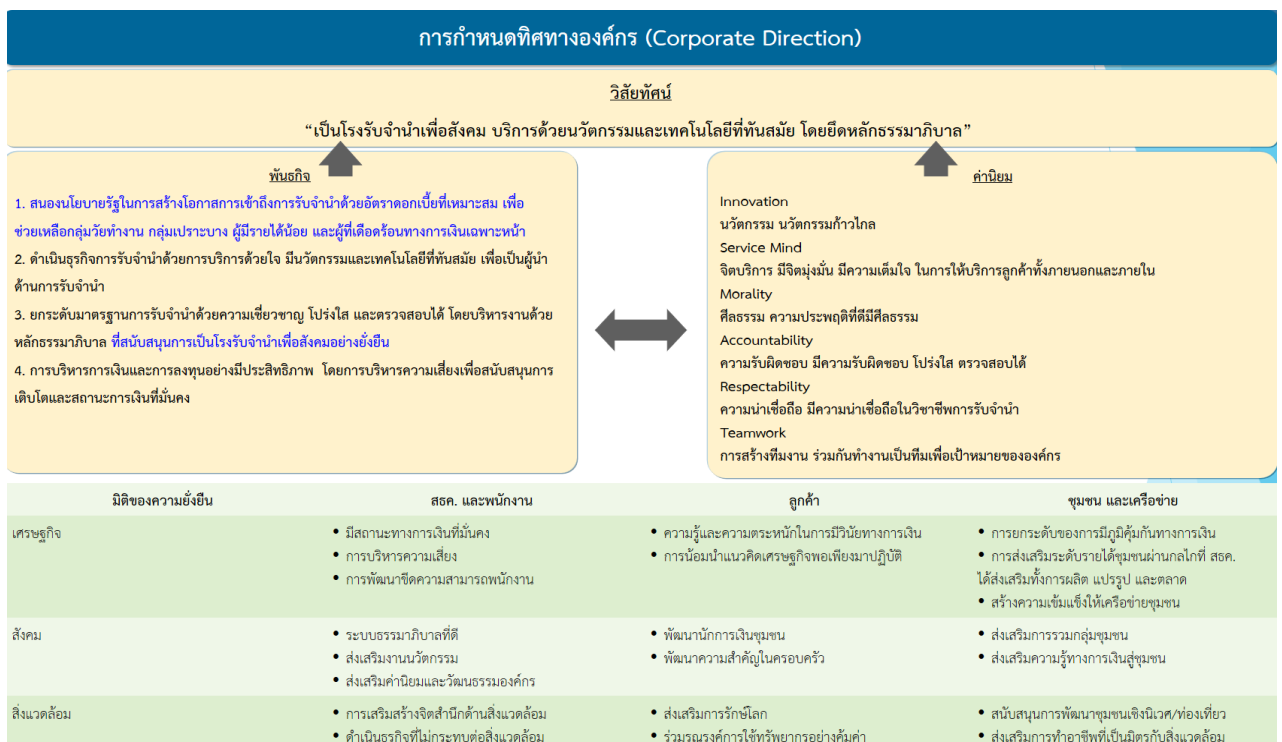 การกำหนดทิศทางองค์กร (Corporate Direction)
วิสัยทัศน์
“เป็นโรงรับจำนำเพื่อสังคม บริการด้วยนวัตกรรมและเทคโนโลยีที่ทันสมัย โดยยึดหลักธรรมาภิบาล”
พันธกิจ
1. สนองนโยบายรัฐในการสร้างโอกาสการเข้าถึงการรับจำนำด้วยอัตราดอกเบี้ยที่เหมาะสม เพื่อ
ช่วยเหลือกลุ่มวัยทำงาน กลุ่มเปราะบาง ผู้มีรายได้น้อย และผู้ที่เดือดร้อนทางการเงินเฉพาะหน้า
2. ดำเนินธุรกิจการรับจำนำด้วยการบริการด้วยใจ มีนวัตกรรมและเทคโนโลยีที่ทันสมัย เพื่อเป็นผู้นำ
ด้านการรับจำนำ
3. ยกระดับมาตรฐานการรับจำนำด้วยความเชี่ยวชาญ โปร่งใส และตรวจสอบได้ โดยบริหารงานด้วย
หลักธรรมาภิบาล ที่สนับสนุนการเป็นโรงรับจำนำเพื่อสังคมอย่างยั่งยืน
4. การบริหารการเงินและการลงทุนอย่างมีประสิทธิภาพ โดยการบริหารความเสี่ยงเพื่อสนับสนุนการ
เติบโตและสถานะการเงินที่มั่นคง
ค่านิยม
Innovation
นวัตกรรม นวัตกรรมก้าวไกล
Service Mind
จิตบริการ มีจิตมุ่งมั่น มีความเต็มใจ ในการให้บริการลูกค้าทั้งภายนอกและภายใน
Morality
ศีลธรรม ความประพฤติที่ดีมีศีลธรรม
Accountability
ความรับผิดชอบ มีความรับผิดชอบ โปร่งใส ตรวจสอบได้
Respectability
ความน่าเชื่อถือ มีความน่าเชื่อถือในวิชาชีพการรับจำนำ
Teamwork
การสร้างทีมงาน ร่วมกันทำงานเป็นทีมเพื่อเป้าหมายขององค์กร
มิติของความยั่งยืน สธค. และพนักงาน ลูกค้า ชุมชน และเครือข่าย
เศรษฐกิจ
• มีสถานะทางการเงินที่มั่นคง
• การบริหารความเสี่ยง
• การพัฒนาขีดความสามารถพนักงาน
• ความรู้และความตระหนักในการมีวินัยทางการเงิน
• การน้อมนำแนวคิดเศรษฐกิจพอเพียงมาปฏิบัติ
• การยกระดับของการมีภูมิคุ้มกันทางการเงิน
• การส่งเสริมระดับรายได้ชุมชนผ่านกลไกที่ สธค.
ได้ส่งเสริมทั้งการผลิต แปรรูป และตลาด
• สร้างความเข้มแข็งให้เครือข่ายชุมชน
สังคม
• ระบบธรรมาภิบาลที่ดี
• ส่งเสริมงานนวัตกรรม
• ส่งเสริมค่านิยมและวัฒนธรรมองค์กร
• พัฒนานักการเงินชุมชน
• พัฒนาความสำคัญในครอบครัว
• ส่งเสริมการรวมกลุ่มชุมชน
• ส่งเสริมความรู้ทางการเงินสู่ชุมชน
สิ่งแวดล้อม
• การเสริมสร้างจิตสำนึกด้านสิ่งแวดล้อม
• ดำเนินธุรกิจที่ไม่กระทบต่อสิ่งแวดล้อม
• ส่งเสริมการรักษ์โลก
• ร่วมรณรงค์การใช้ทรัพยากรอย่างคุ้มค่า
• สนับสนุนการพัฒนาชุมชนเชิงนิเวศ/ท่องเที่ยว
• ส่งเสริมการทำอาชีพที่เป็นมิตรกับสิ่งแวดล้อม